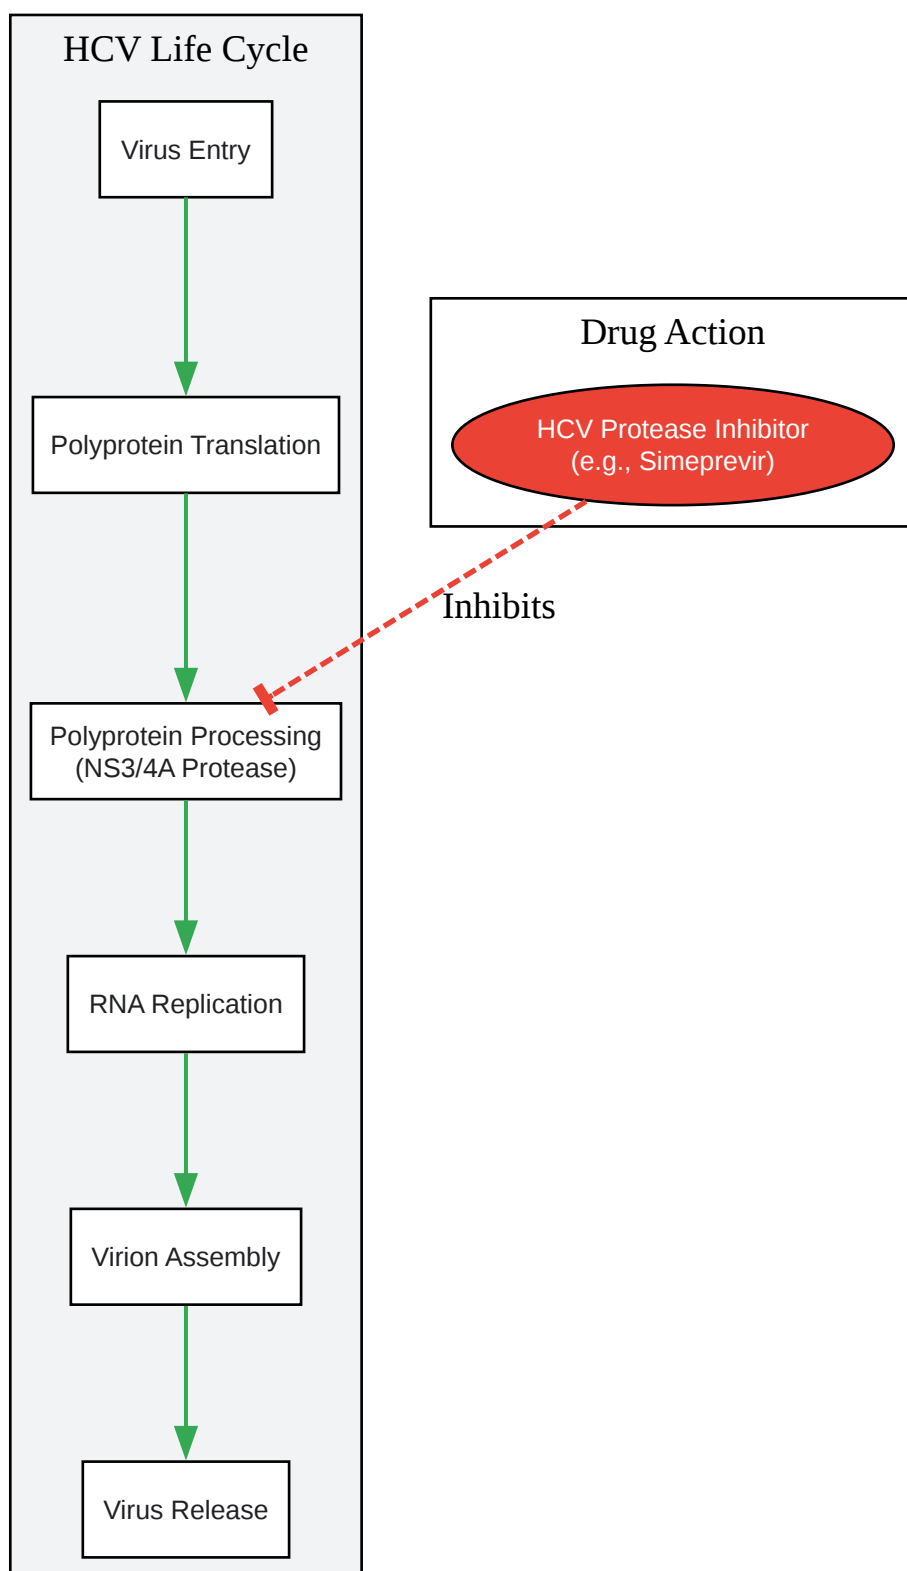 HCV Life Cycle
Virus Entry
Polyprotein Translation
Drug Action
HCV Protease Inhibitor
(e.g., Simeprevir)
Inhibits
Polyprotein Processing
(NS3/4A Protease)
RNA Replication
Virion Assembly
Virus Release